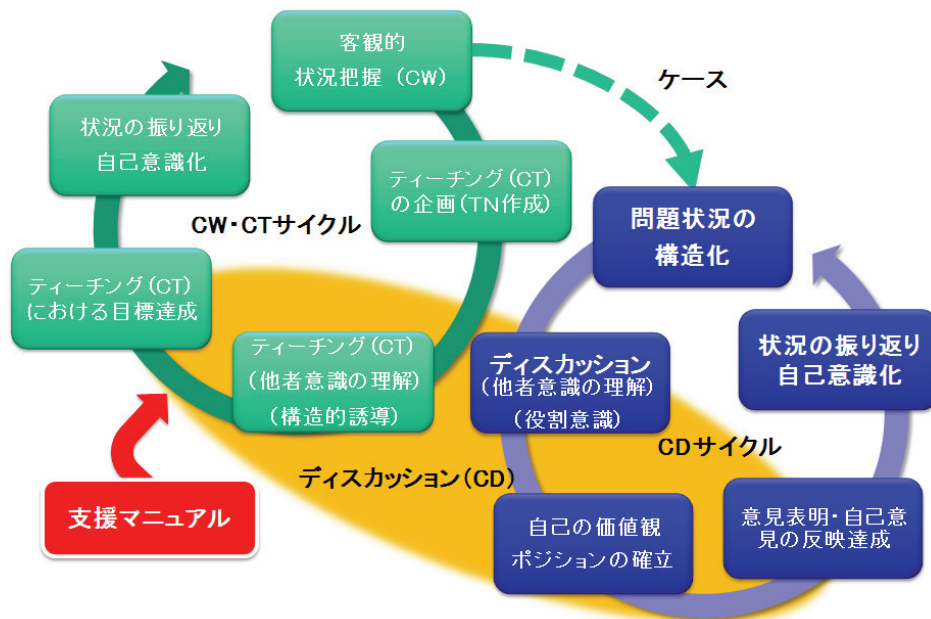 客観的
状況把握（CW）
ケース
状況の振り返り
自己意識化
ティーチング（CT）
の企画（TN作成）
CW・CTサイクル
問題状況の
構造化
ティーチング（CT）
における目標達成
ティーチング（CT）
（他者意識の理解）
（構造的誘導）
ディスカッション
（他者意識の理解）
（役割意識）
状況の振り返り
自己意識化
CDサイクル
ディスカッション（CD）
支援マニュアル
自己の価値観
ポジションの確立
意見表明・自己意
見の反映達成